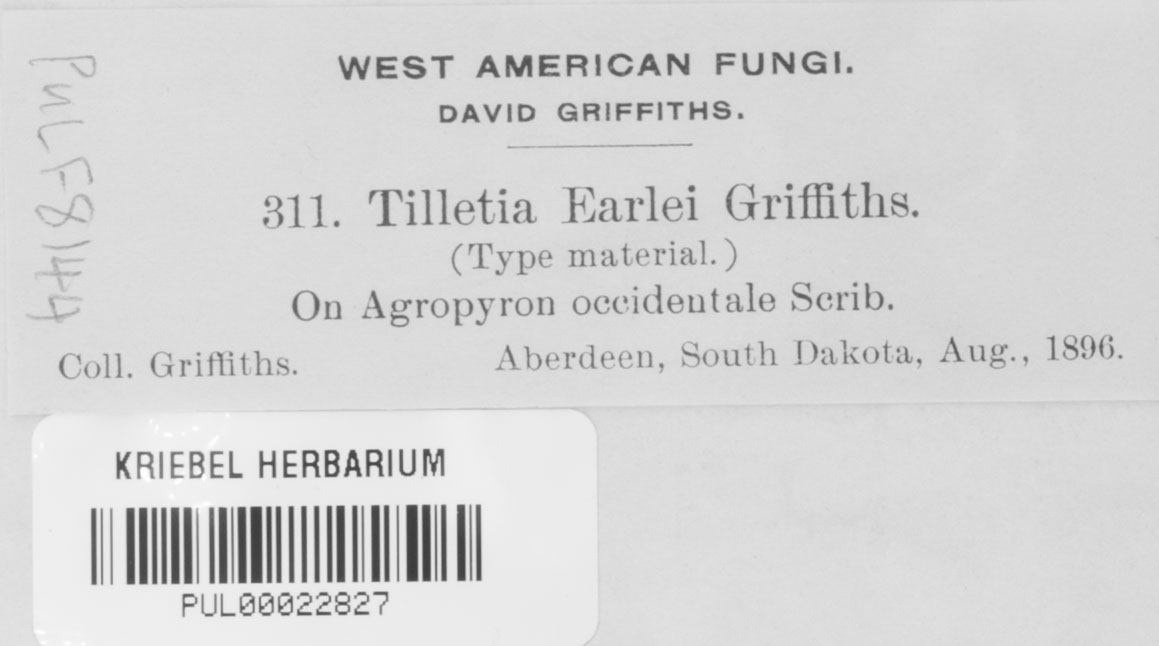 WEST AMERICAN FUNGI.
DAVID GRIFFITHS.
311. Tilletia Earlei Griffiths.
(Type material.)
On Agropyron occidentale Scrib.
Coll. Griffiths. Aberdeen, South Dakota, Aug., 1896.
PUL F8144
KRIEBEL HERBARIUM
PUL00022827